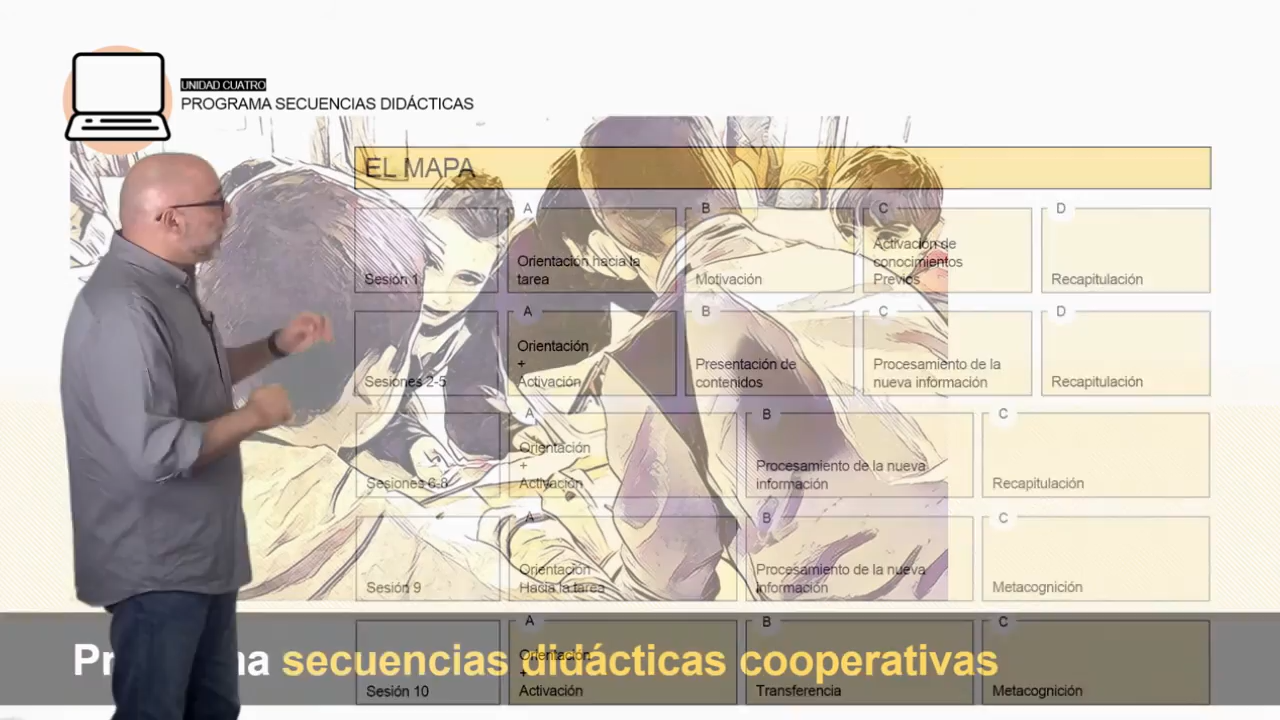 UNIDAD CUATRO
PROGRAMA SECUENCIAS DIDÁCTICAS
EL MAPA
Sesión 1
A
Orientación hacia la
tarea
B
Motivación
C
Activación de
conocimientos
Previos
D
Recapitulación
Sesiones 2-5
A
Orientación
+
Activación
B
Presentación de
contenidos
C
Procesamiento de la
nueva información
D
Recapitulación
Sesiones 6-8
A
Orientación
+
Activación
B
Procesamiento de la nueva
información
C
Recapitulación
Sesión 9
A
Orientación
Hacia la tarea
B
Procesamiento de la nueva
información
C
Metacognición
Sesión 10
A
Orientación
+
Activación
B
Transferencia
C
Metacognición
secuencias didácticas cooperativas